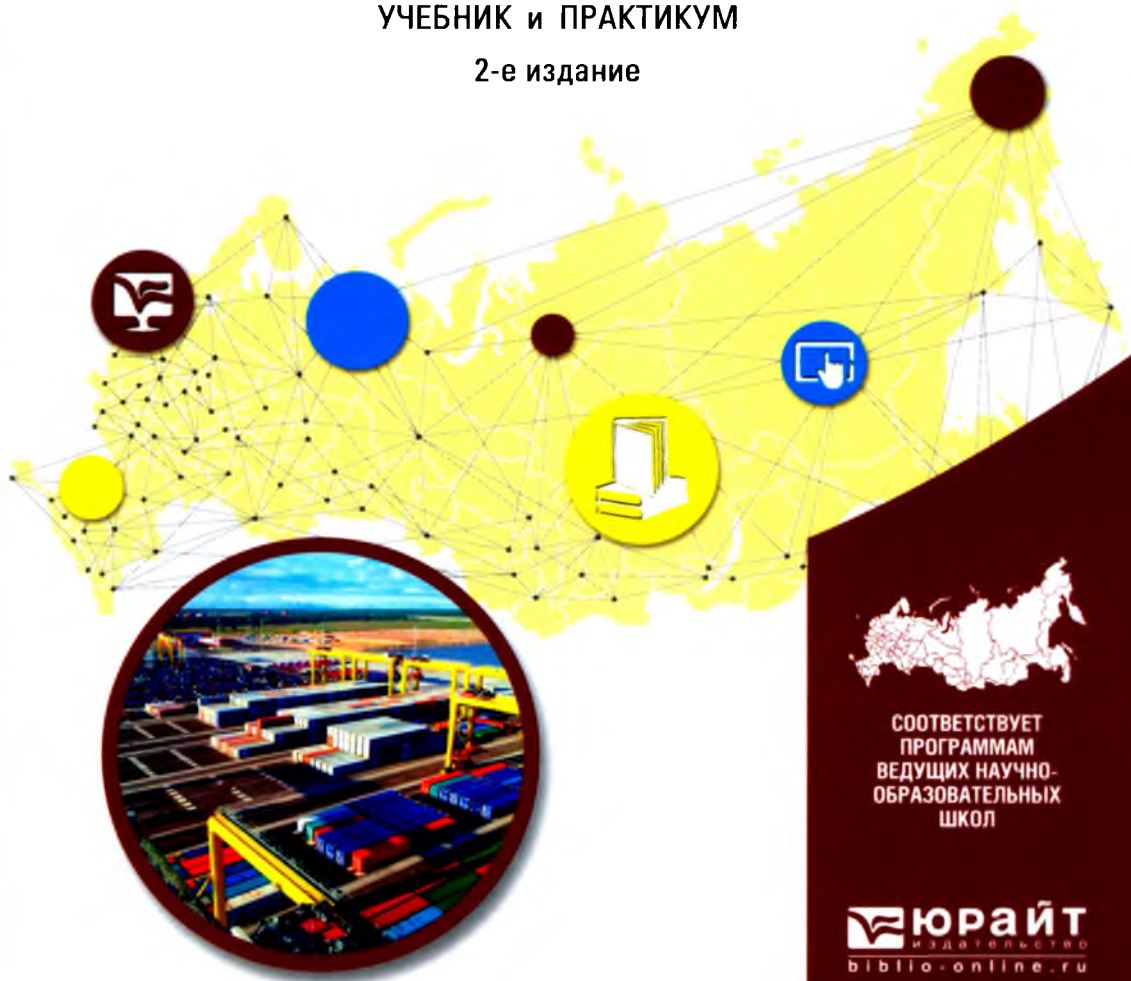 УЧЕБНИК и ПРАКТИКУМ
2-е издание
СООТВЕТСТВУЕТ
ПРОГРАММАМ
ВЕДУЩИХ НАУЧНО-
ОБРАЗОВАТЕЛЬНЫХ
ШКОЛ
юрайт
издательство
biblio-online.ru